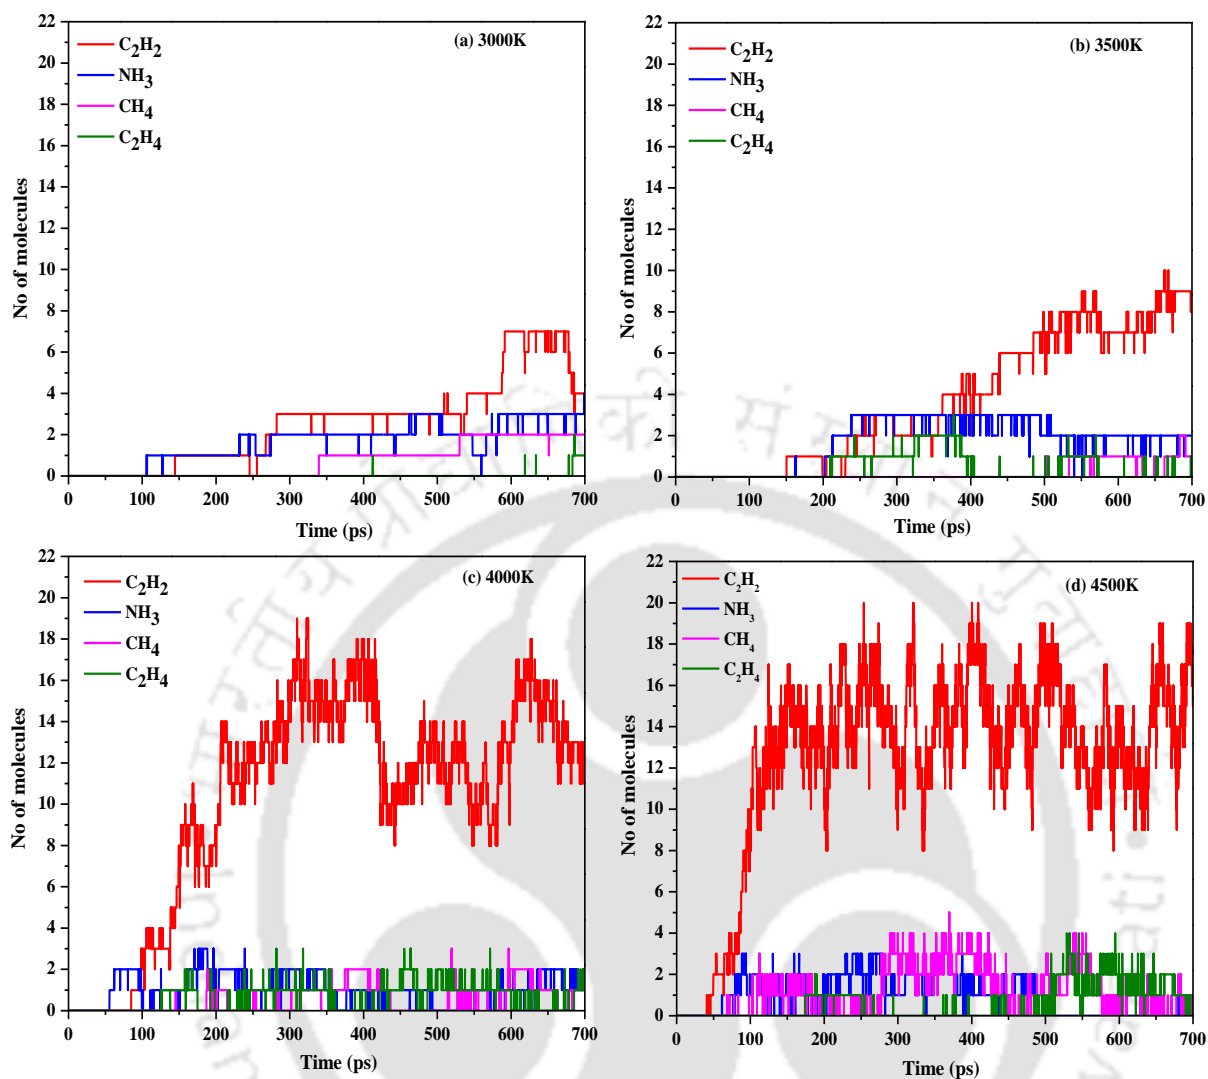 (a) 3000K
C₂H₂
NH₃
CH₄
C₂H₄
No of molecules
22
20
18
16
14
12
10
8
6
4
2
0
0 100 200 300 400 500 600 700
Time (ps)
(b) 3500K
C₂H₂
NH₃
CH₄
C₂H₄
No of molecules
22
20
18
16
14
12
10
8
6
4
2
0
0 100 200 300 400 500 600 700
Time (ps)
(c) 4000K
C₂H₂
NH₃
CH₄
C₂H₄
No of molecules
22
20
18
16
14
12
10
8
6
4
2
0
0 100 200 300 400 500 600 700
Time (ps)
(d) 4500K
C₂H₂
NH₃
CH₄
C₂H₄
No of molecules
22
20
18
16
14
12
10
8
6
4
2
0
0 100 200 300 400 500 600 700
Time (ps)